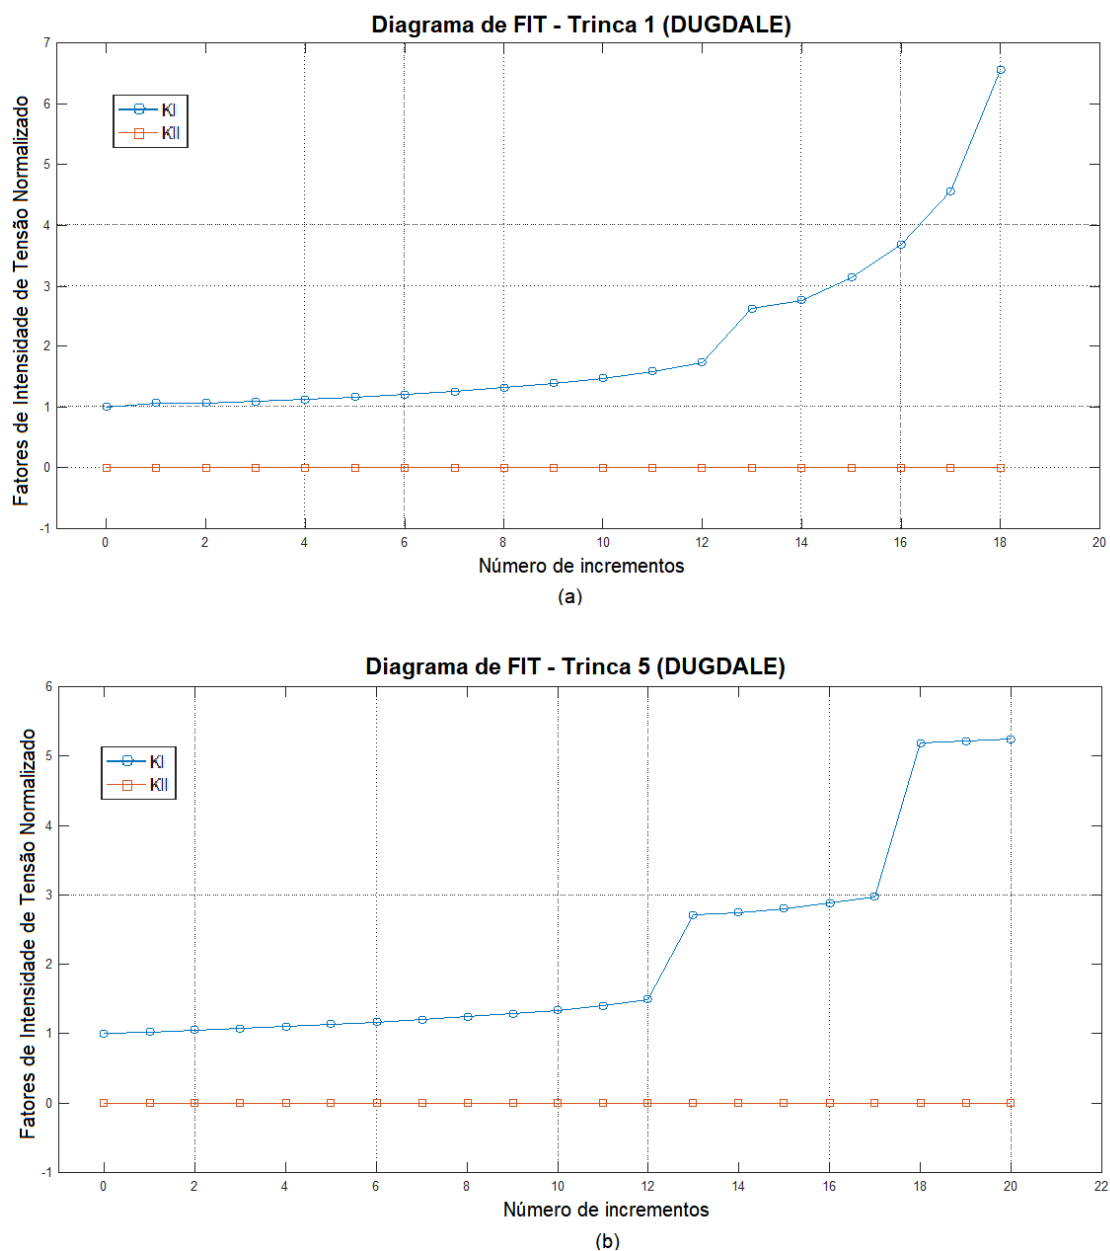 Diagrama de FIT - Trinca 1 (DUGDALE)
Fatores de Intensidade de Tensão Normalizado
7
6
5
4
3
2
1
0
-1
KI
KII
0 2 4 6 8 10 12 14 16 18 20
Número de incrementos
(a)
Diagrama de FIT - Trinca 5 (DUGDALE)
Fatores de Intensidade de Tensão Normalizado
6
5
4
3
2
1
0
-1
KI
KII
0 2 4 6 8 10 12 14 16 18 20 22
Número de incrementos
(b)